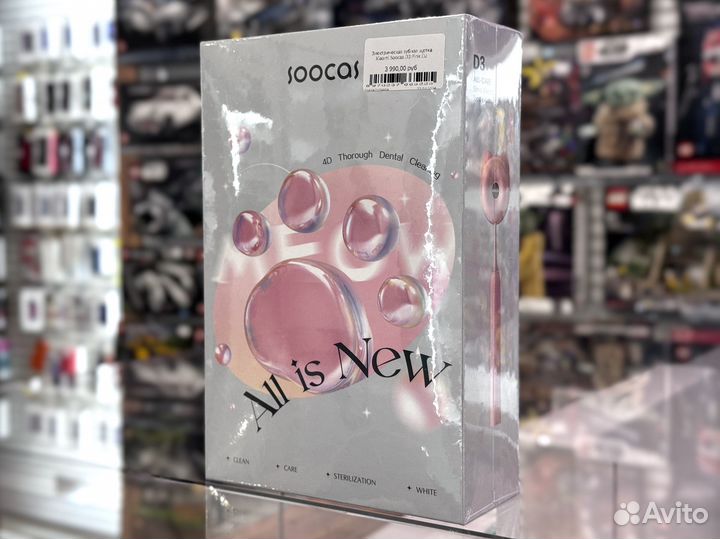 soocas
Электрическая зубная щетка
Xiaomi Soocas D3 Pink EU
3 990,00 руб
D3
4D Thorough Dental Cleaning
All is New
CLEAN
CARE
STERILIZATION
WHITE
Avito